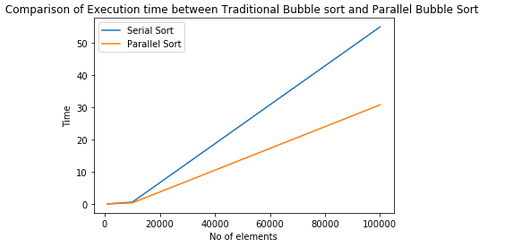 Comparison of Execution time between Traditional Bubble sort and Parallel Bubble Sort
Serial Sort
Parallel Sort
50
40
30
20
10
0
Time
0 20000 40000 60000 80000 100000
No of elements